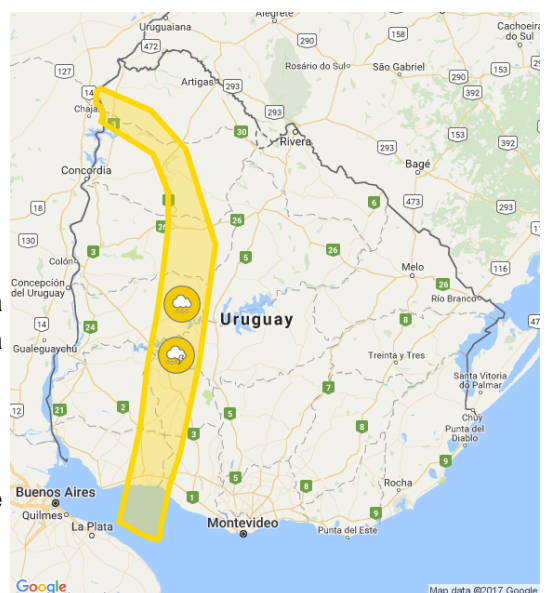 Alegrete
Uruguaiana
Cachoeira
do Sul
472
290
290
158
153
127
Rosário do Sul
São Gabriel
290
392
Artigas
293
14
Chajarí
3
293
293
392
30
Rivera
Bagé
Concordia
473
18
293
26
26
6
130
3
Colón
5
116
Melo
26
Concepción
del Uruguay
Río Branco
14
24
Uruguay
8
47
Gualeguaychú
Treinta y Tres
Santa Vitoria
do Palmar
7
12
21
2
5
Chuy
Punta del
Diablo
3
8
9
5
8
Buenos Aires
1
Rocha
9
Quilmes
Montevideo
La Plata
Punta del Este
Google
Map data ©2017 Google